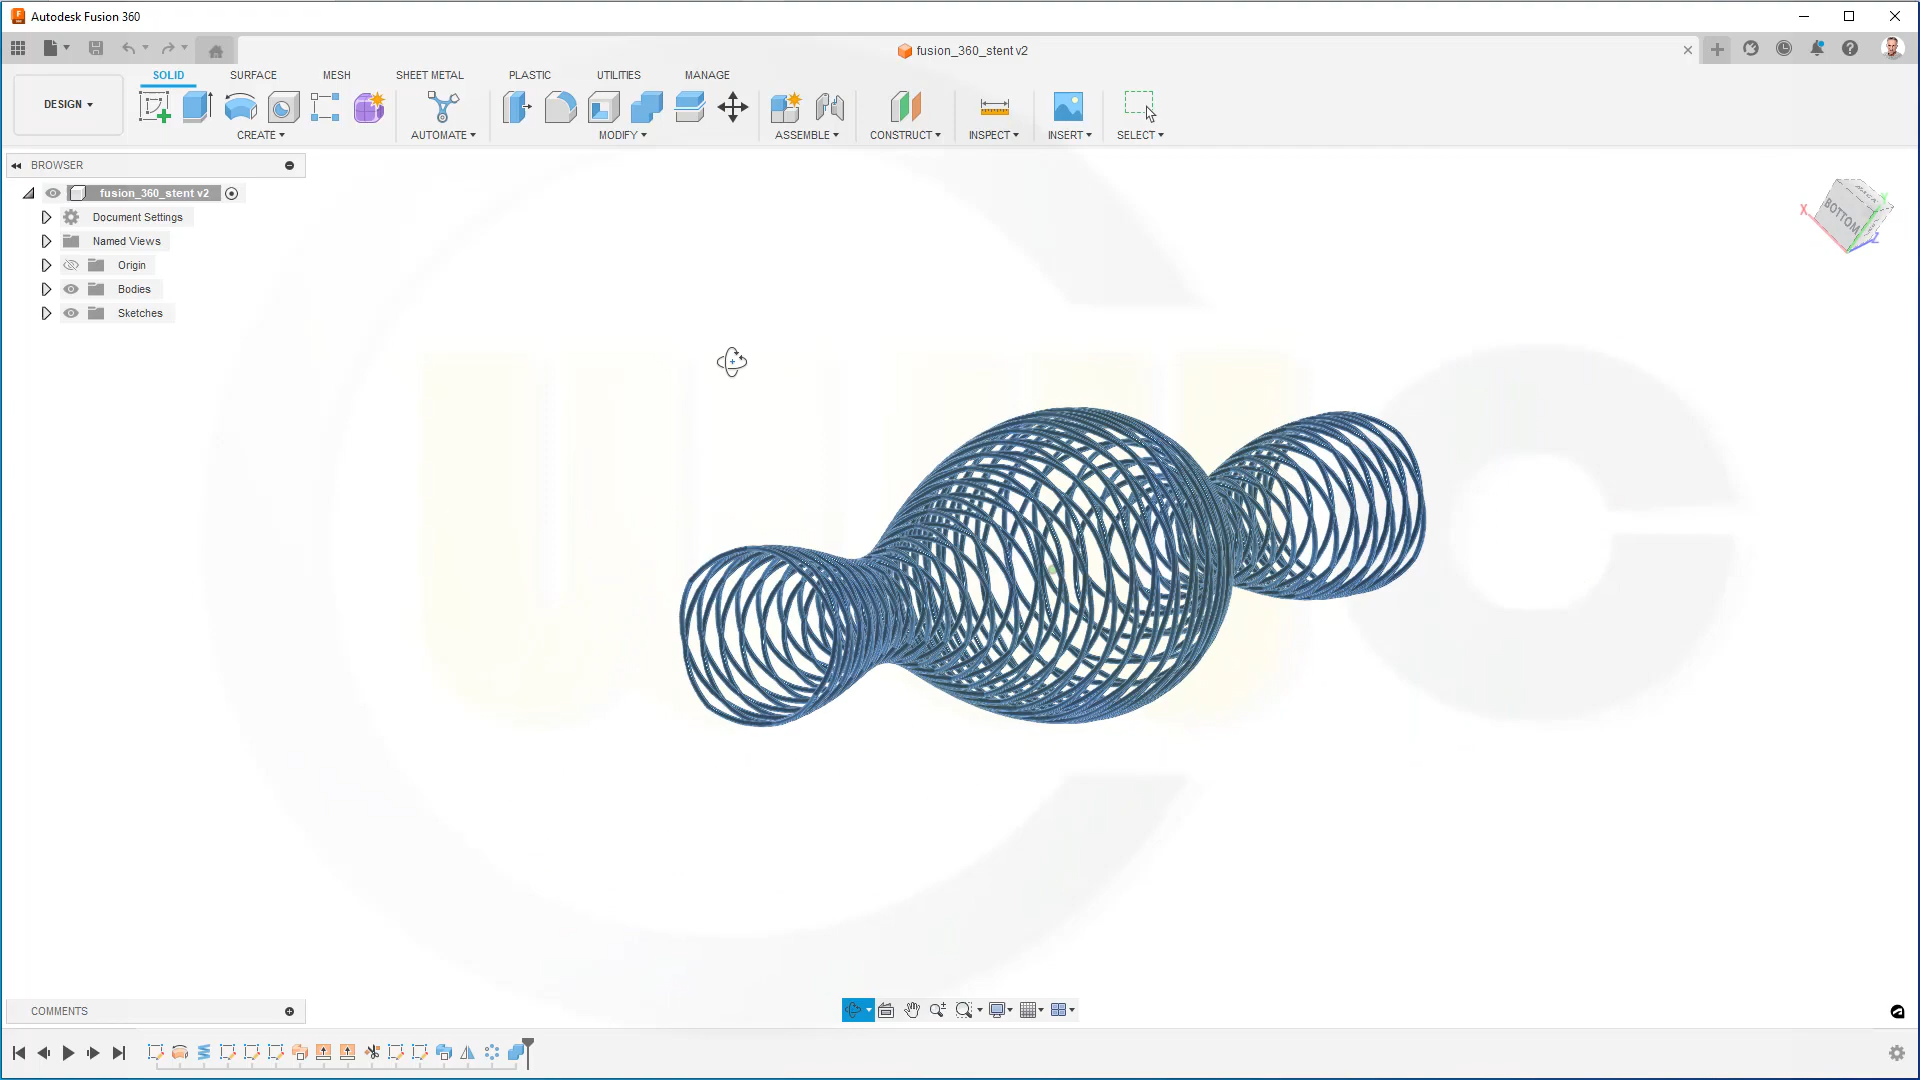 Autodesk Fusion 360
fusion_360_stent v2
SOLID SURFACE MESH SHEET METAL PLASTIC UTILITIES MANAGE
DESIGN
CREATE AUTOMATE MODIFY ASSEMBLE CONSTRUCT INSPECT INSERT SELECT
BROWSER
fusion_360_stent v2
Document Settings
Named Views
Origin
Bodies
Sketches
X
BOTTOM
Z
COMMENTS